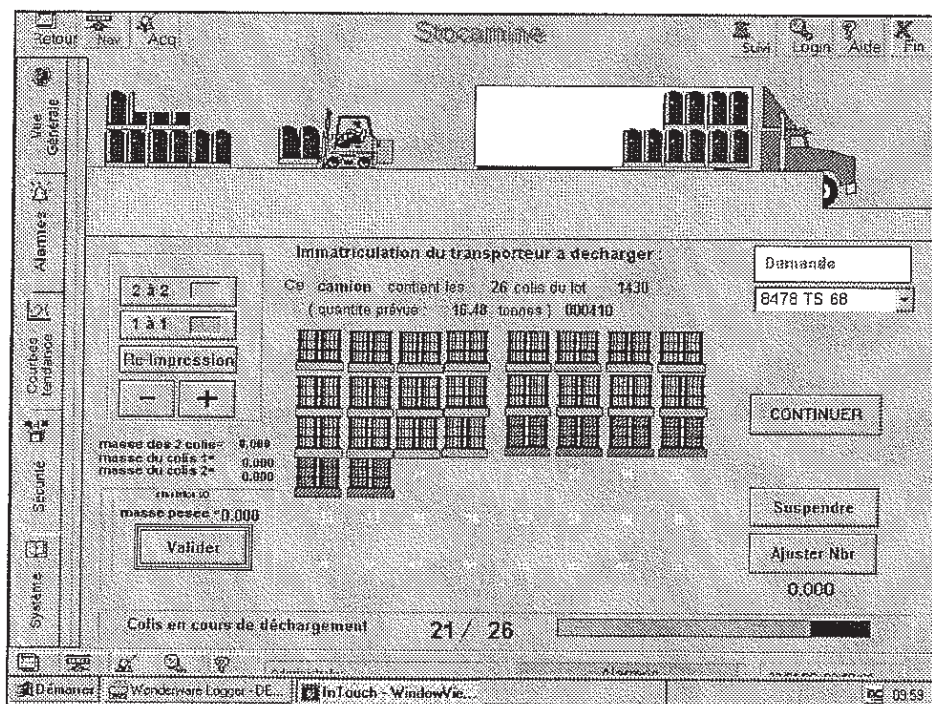 Retour Nav Acq Stocamine Suivi Login Aide Fin
Vue Générale
Alarmes
Courbes tendance
Sécurité
Système
Immatriculation du transporteur a decharger :
Ce camion contient les 26 colis du lot 1430
( quantité prévue : 16.48 tonnes ) 000410
Demande
8478 TS 68
2 à 2
1 à 1
Re-Impression
- +
masse des 2 colis= 0.000
masse du colis 1= 0.000
masse du colis 2= 0.000
masse pesée = 0.000
Valider
CONTINUER
Suspendre
Ajuster Nbr
0.000
Colis en cours de déchargement 21 / 26
Démarrer Wonderware Logger - DE... InTouch - WindowVie... 09:59